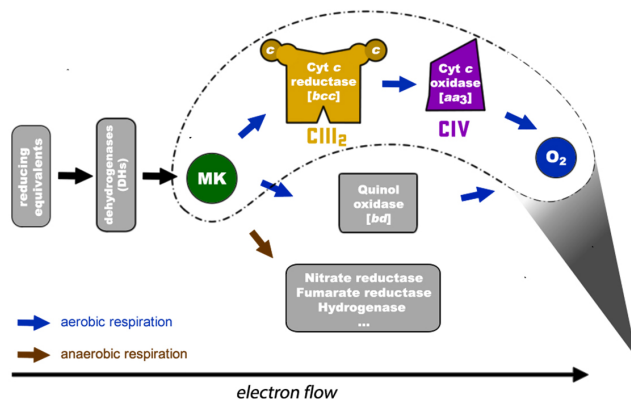 c
c
Cyt c
reductase
[bcc]
CIII2
Cyt c
oxidase
[aa3]
CIV
O2
reducing
equivalents
dehydrogenases
(DHs)
MK
Quinol
oxidase
[bd]
Nitrate reductase
Fumarate reductase
Hydrogenase
...
aerobic respiration
anaerobic respiration
electron flow